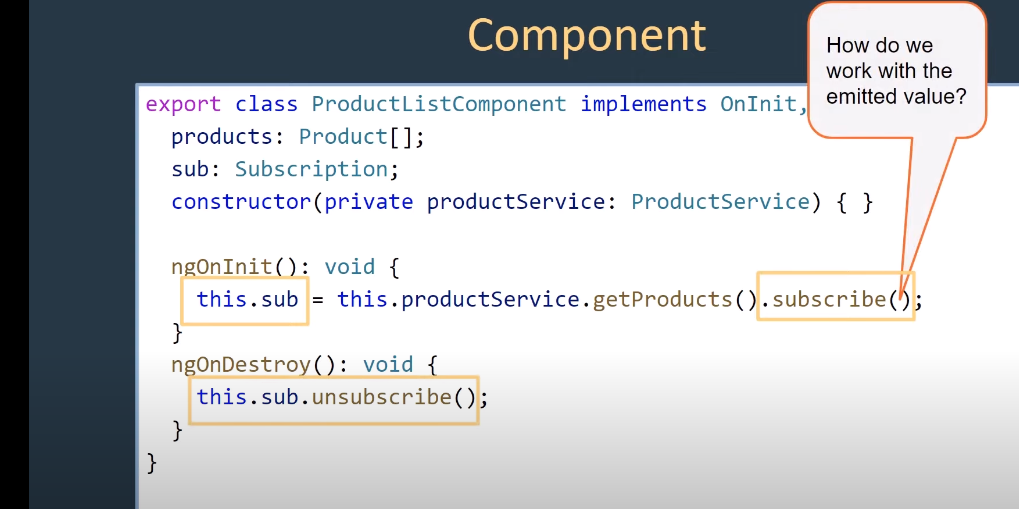 Component
How do we
work with the
emitted value?
export class ProductListComponent implements OnInit,
products: Product[];
sub: Subscription;
constructor(private productService: ProductService) { }
ngOnInit(): void {
this.sub = this.productService.getProducts().subscribe();
}
ngOnDestroy(): void {
this.sub.unsubscribe();
}
}